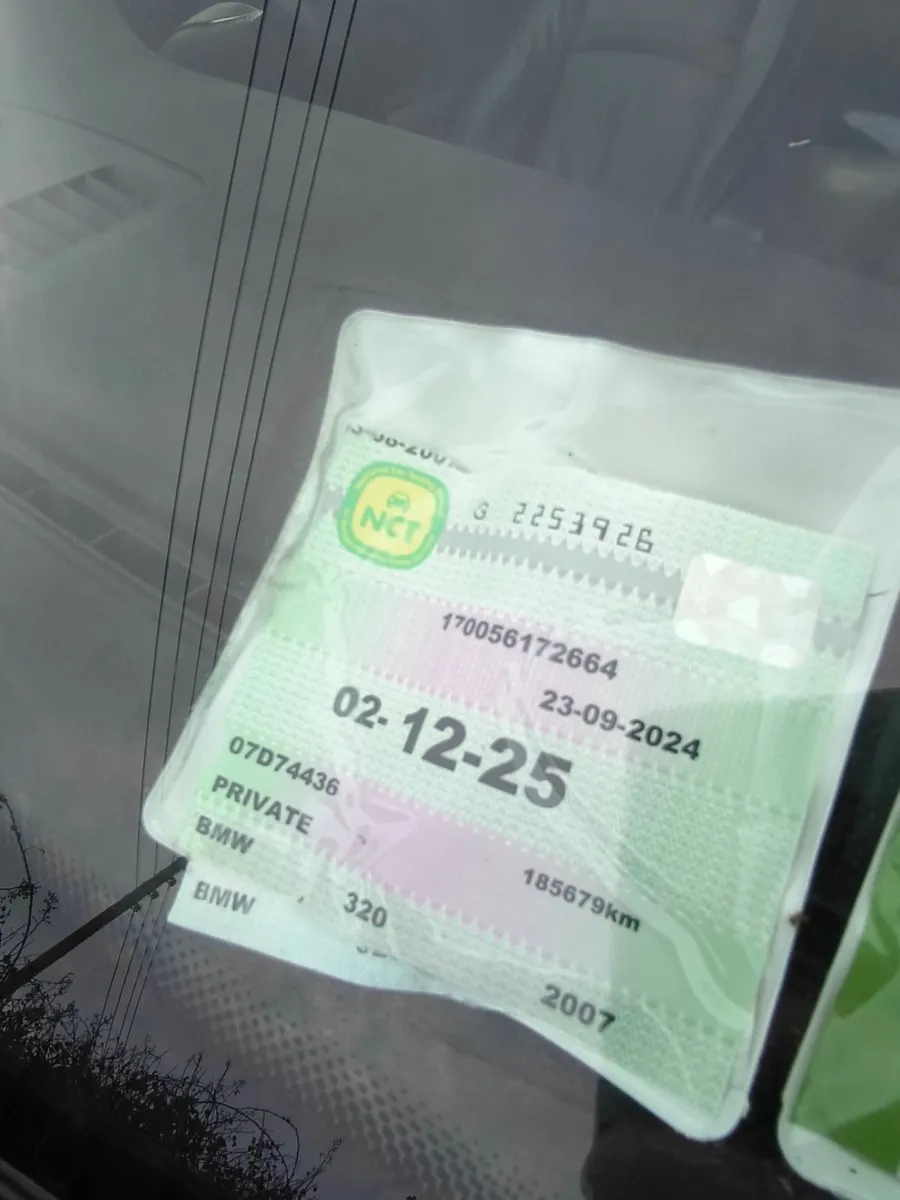 NCT
G 2253926
170056172664
23-09-2024
02-12-25
07D74436
PRIVATE
BMW
185679km
BMW 320
2007